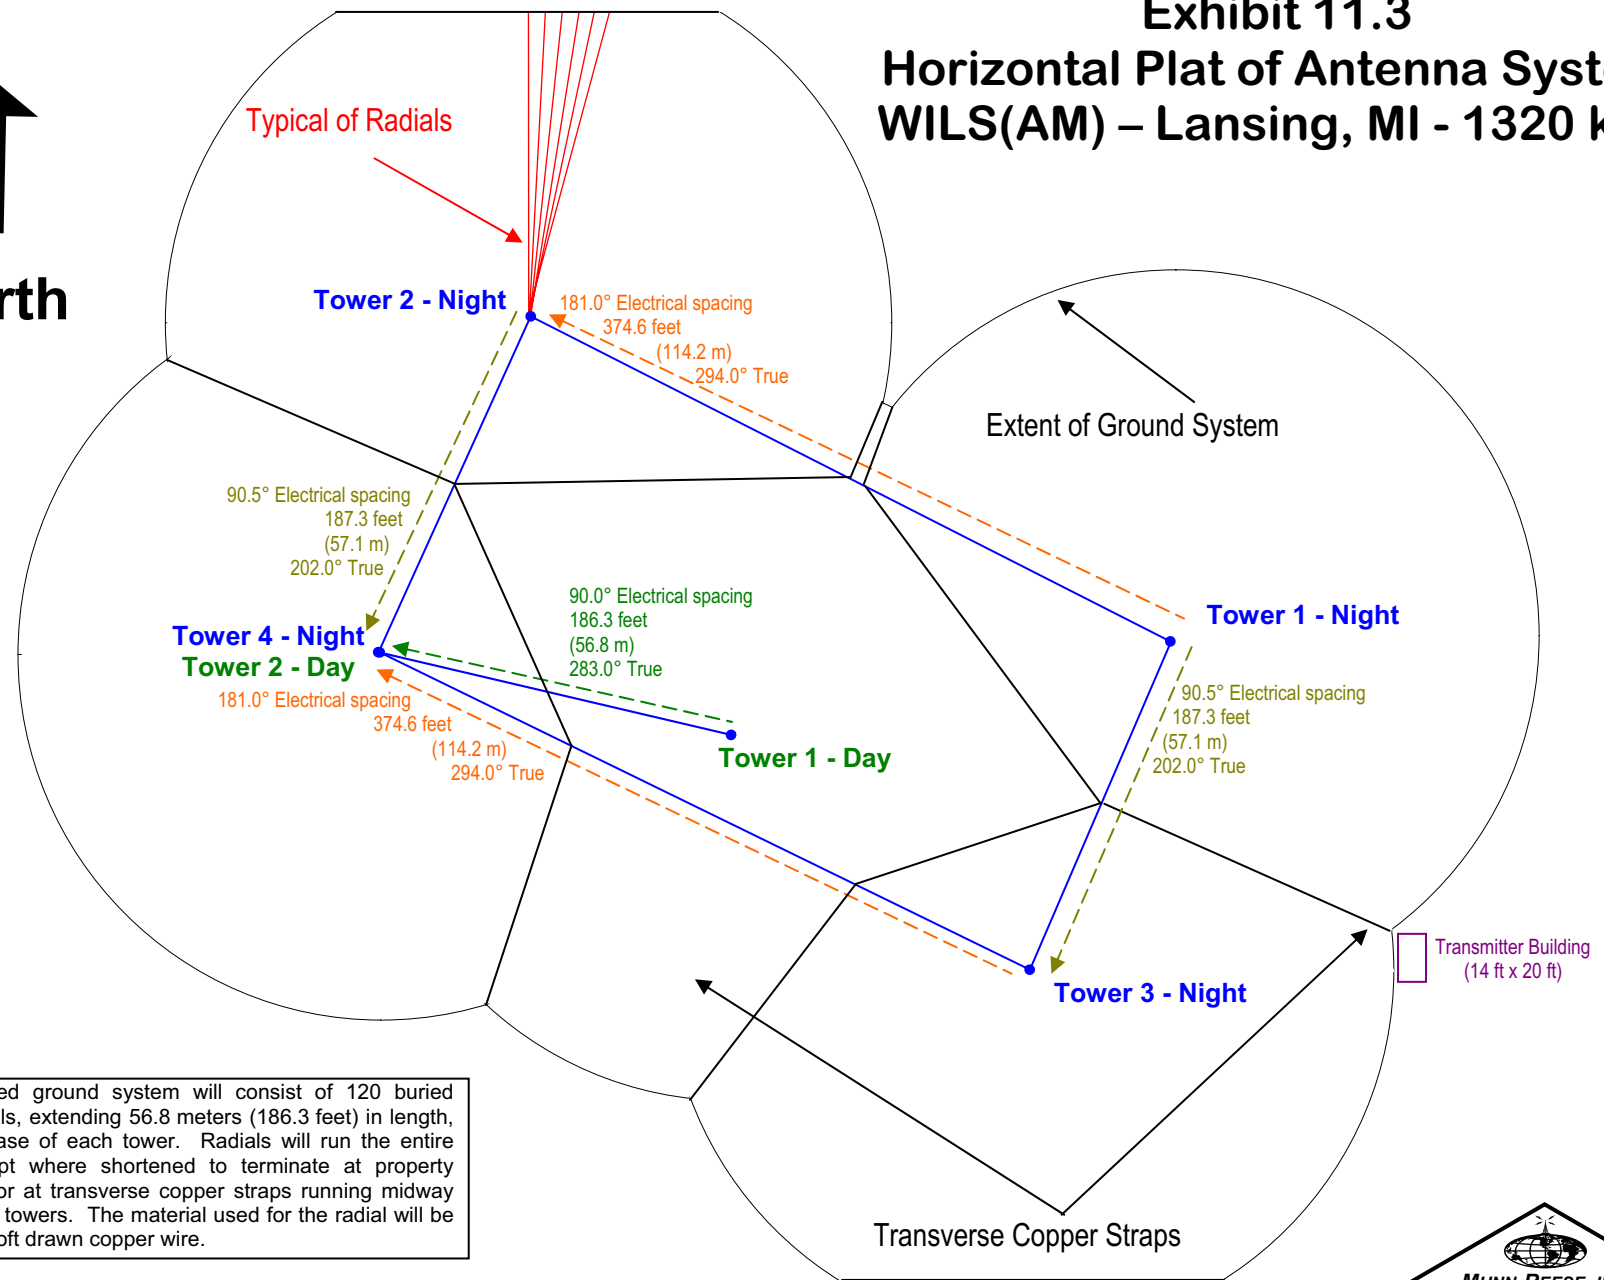 Exhibit 11.3
Horizontal Plat of Antenna Syst
WILS(AM) – Lansing, MI - 1320 k
rth
Typical of Radials
Tower 2 - Night
181.0° Electrical spacing
374.6 feet
(114.2 m)
294.0° True
Extent of Ground System
90.5° Electrical spacing
187.3 feet
(57.1 m)
202.0° True
90.0° Electrical spacing
186.3 feet
(56.8 m)
283.0° True
Tower 1 - Night
Tower 4 - Night
Tower 2 - Day
181.0° Electrical spacing
374.6 feet
(114.2 m)
294.0° True
90.5° Electrical spacing
187.3 feet
(57.1 m)
202.0° True
Tower 1 - Day
Transmitter Building
(14 ft x 20 ft)
Tower 3 - Night
ed ground system will consist of 120 buried
ls, extending 56.8 meters (186.3 feet) in length,
ase of each tower. Radials will run the entire
pt where shortened to terminate at property
or at transverse copper straps running midway
towers. The material used for the radial will be
oft drawn copper wire.
Transverse Copper Straps